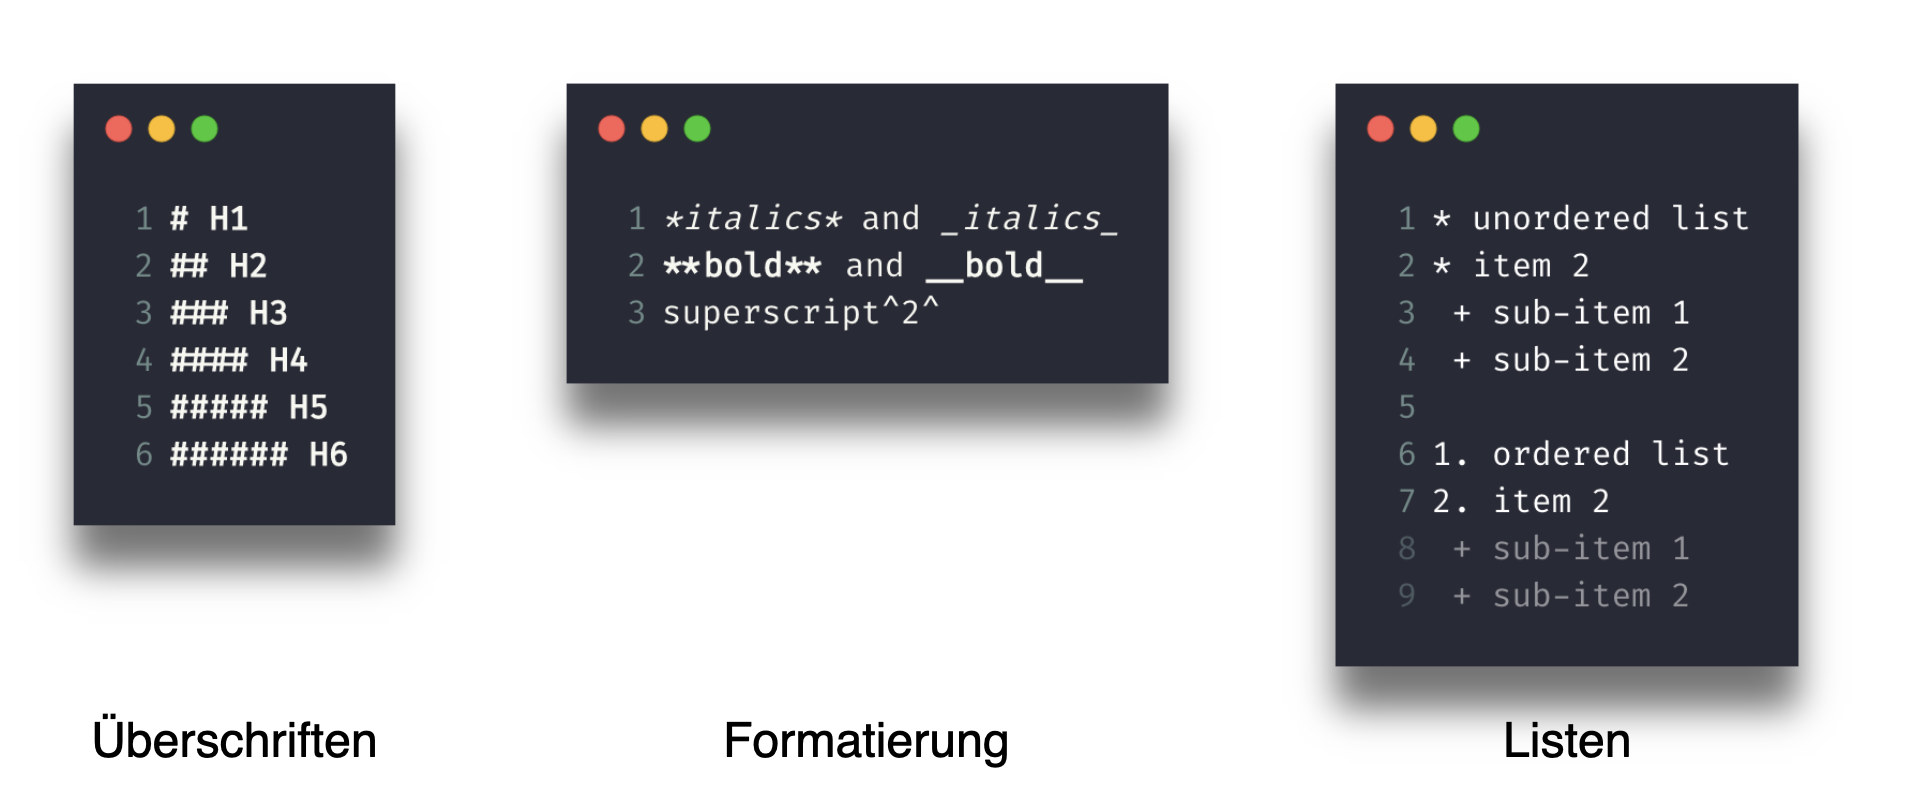 1 # H1
2 ## H2
3 ### H3
4 #### H4
5 ##### H5
6 ###### H6
Überschriften
1 *italics* and _italics_
2 **bold** and __bold__
3 superscript^2^
Formatierung
1 * unordered list
2 * item 2
3  + sub-item 1
4  + sub-item 2
5
6 1. ordered list
7 2. item 2
8  + sub-item 1
9  + sub-item 2
Listen